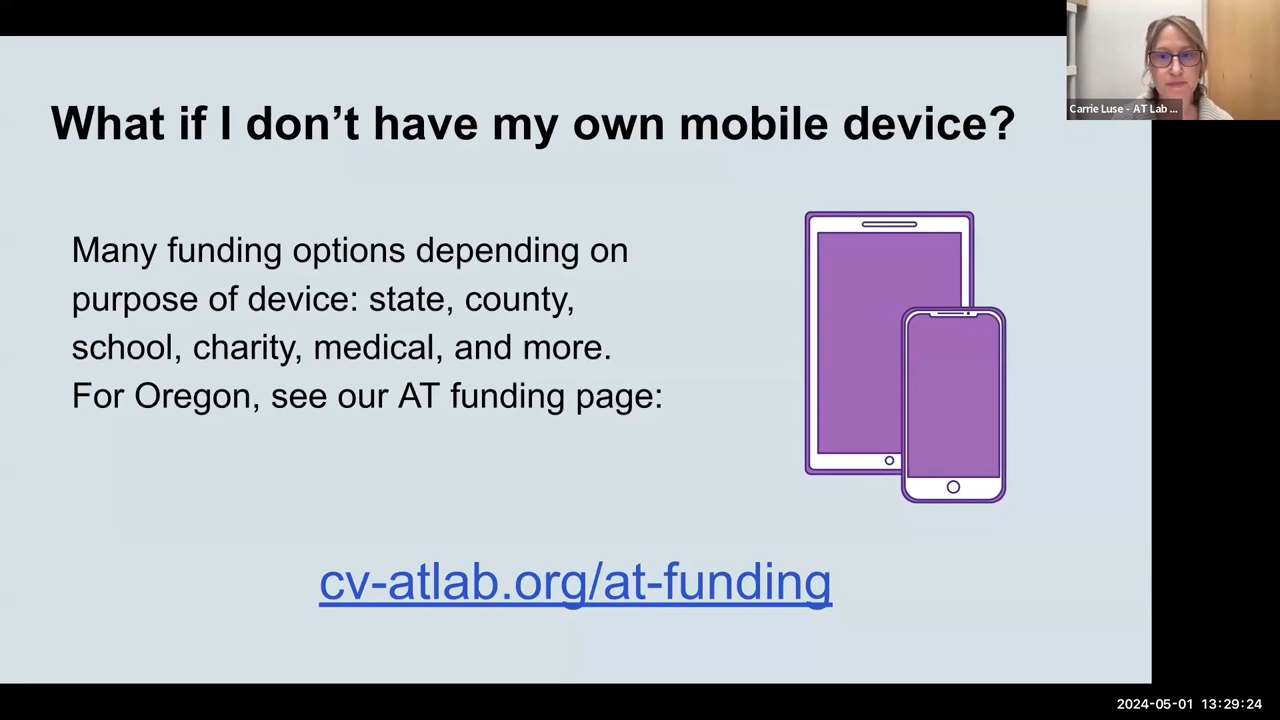 What if I don’t have my own mobile device?
Carrie Luse - AT Lab ...
Many funding options depending on
purpose of device: state, county,
school, charity, medical, and more.
For Oregon, see our AT funding page:
cv-atlab.org/at-funding
2024-05-01 13:29:24